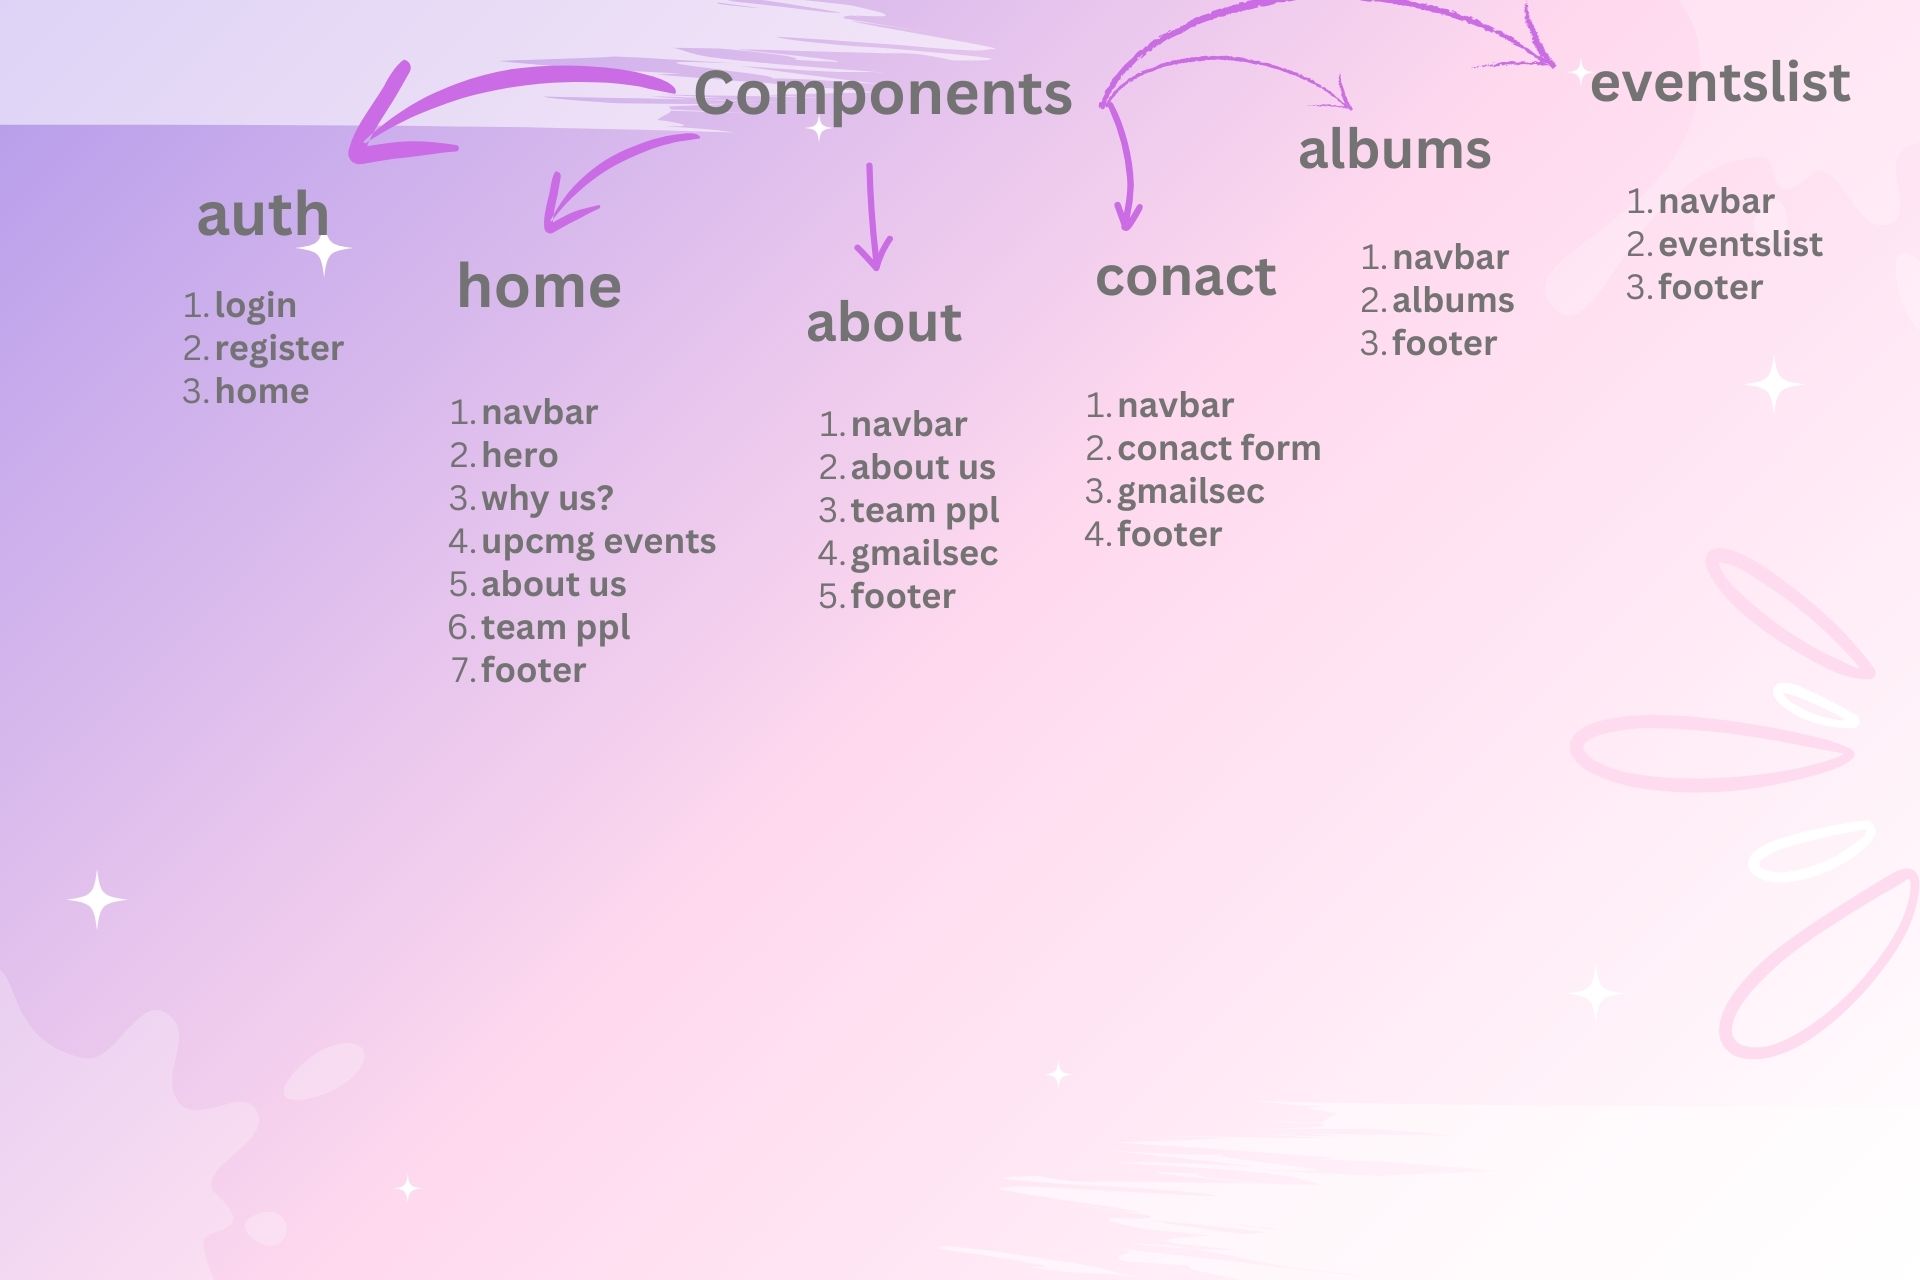 Components
auth
1. login
2. register
3. home
home
1. navbar
2. hero
3. why us?
4. upcmg events
5. about us
6. team ppl
7. footer
about
1. navbar
2. about us
3. team ppl
4. gmailsec
5. footer
conact
1. navbar
2. conact form
3. gmailsec
4. footer
albums
1. navbar
2. albums
3. footer
eventslist
1. navbar
2. eventslist
3. footer